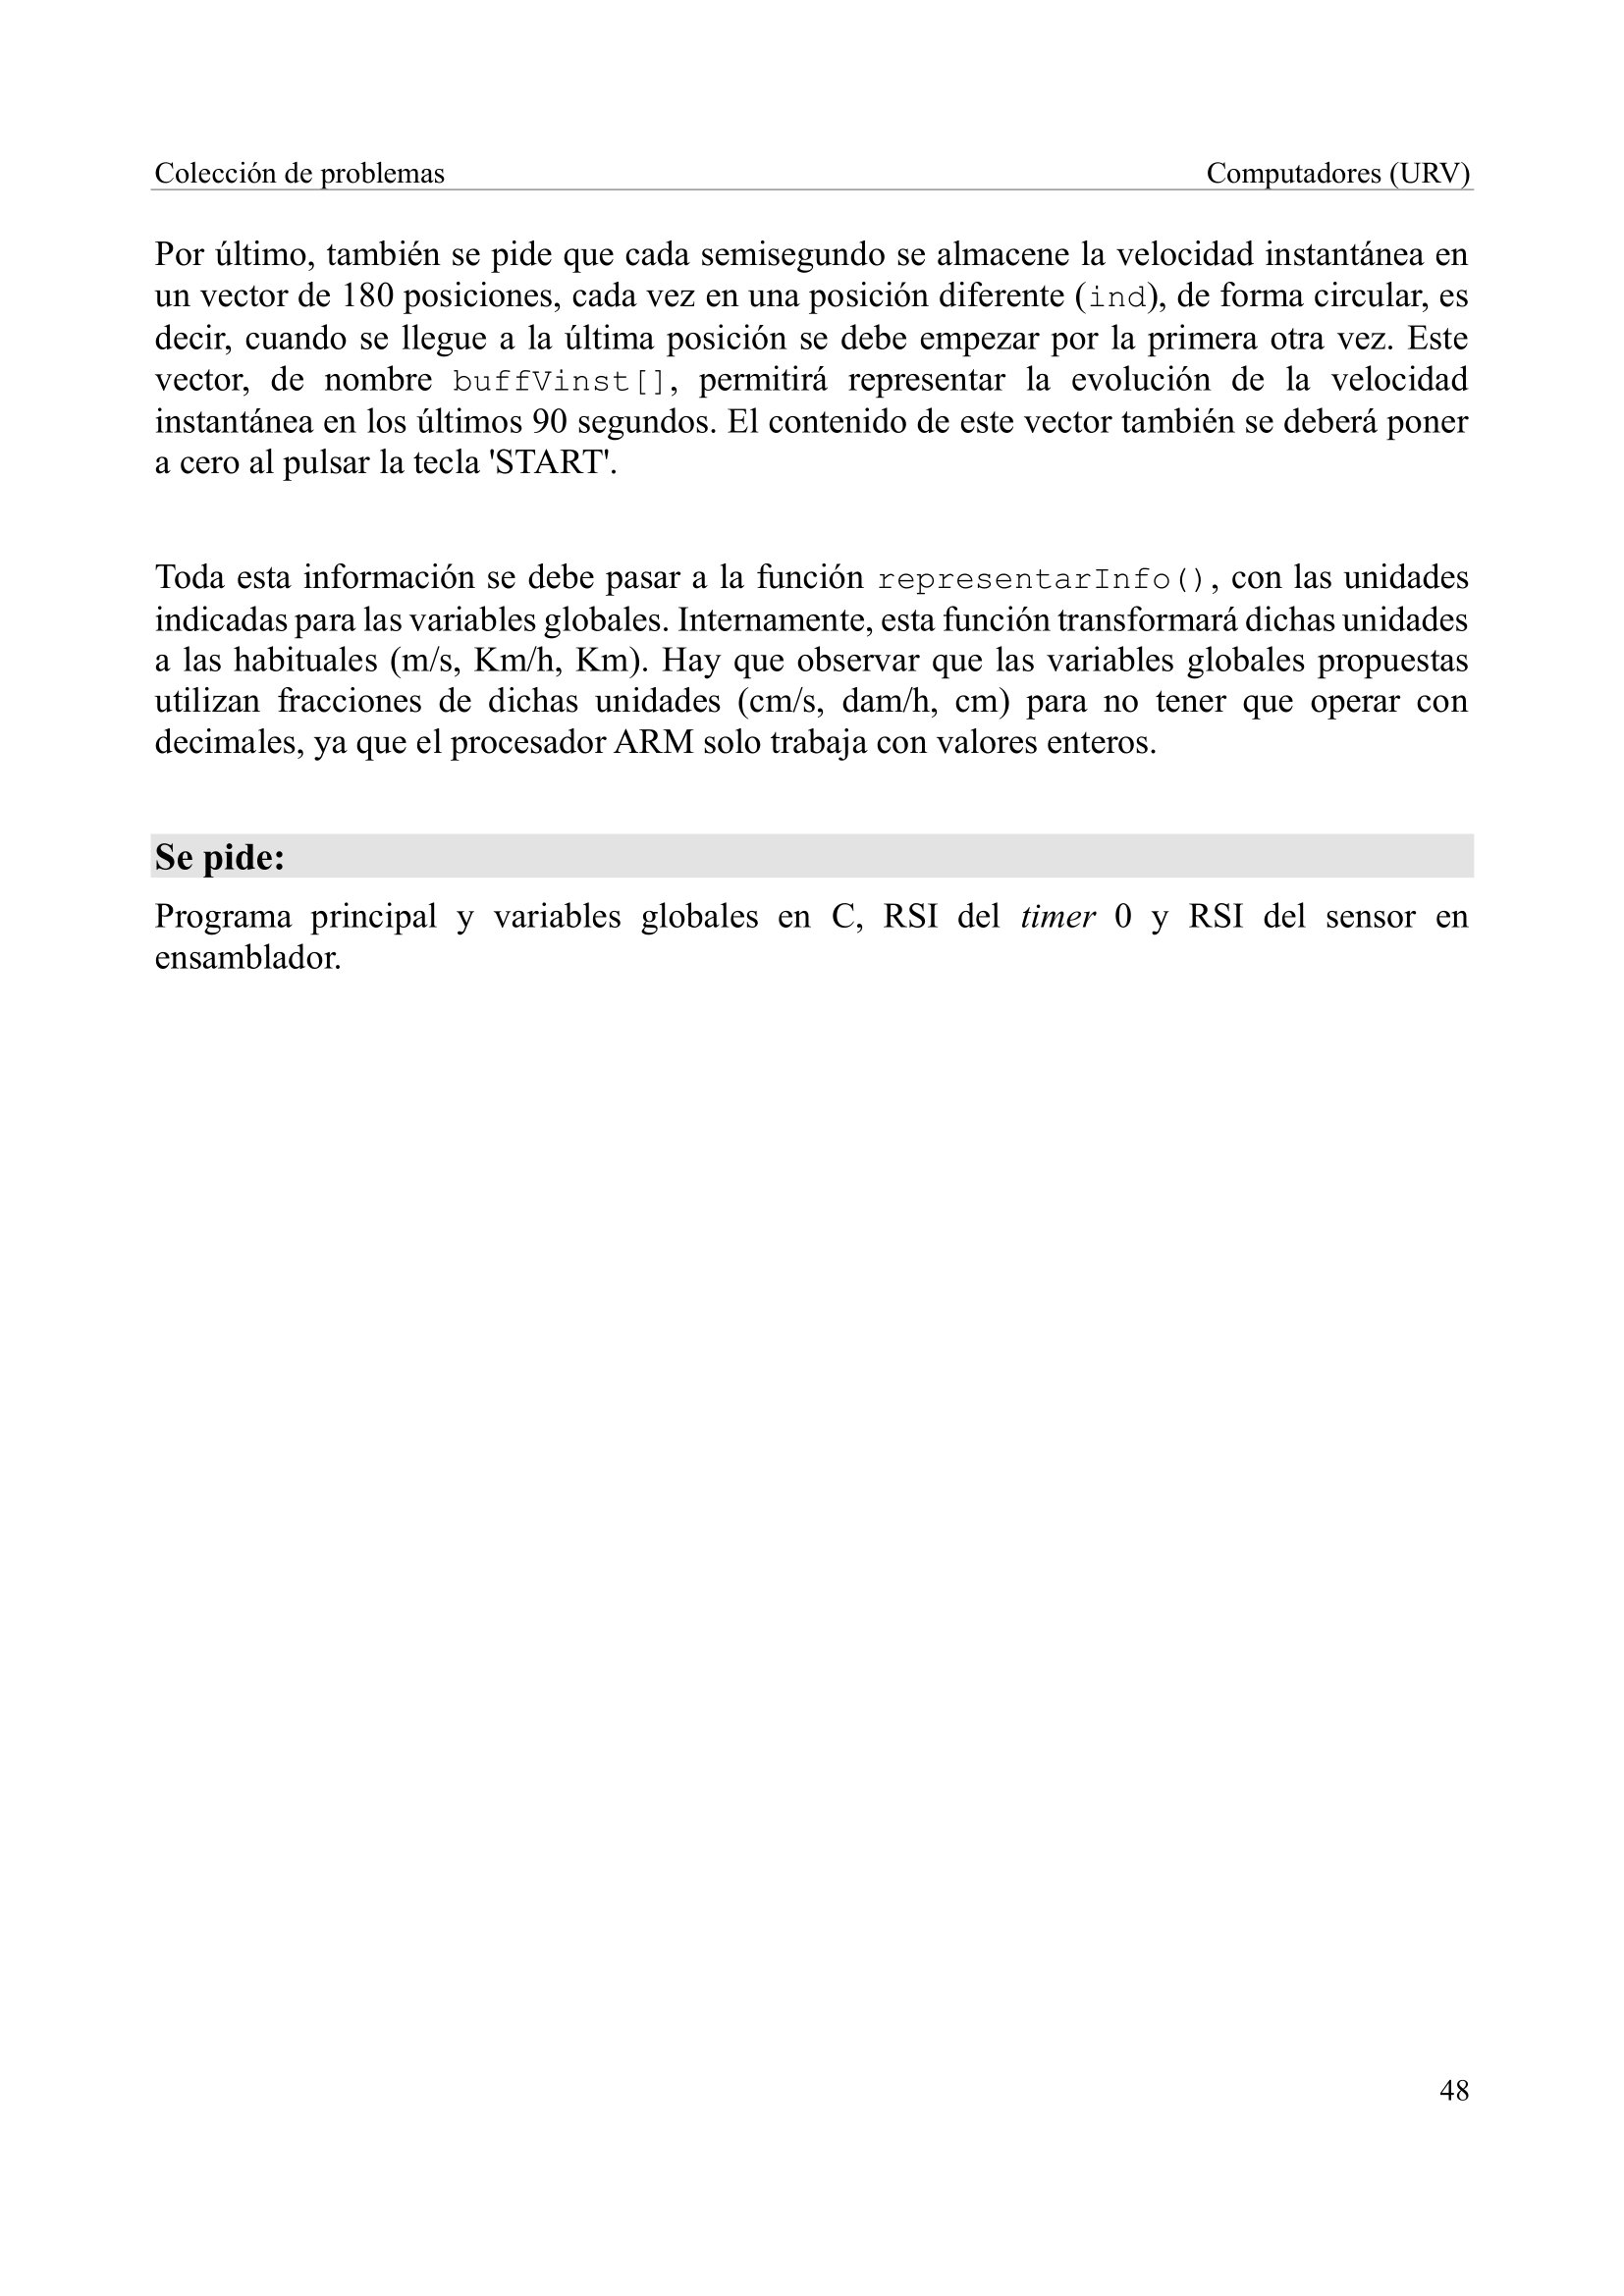 Colección de problemas
Computadores (URV)
Por último, también se pide que cada semisegundo se almacene la velocidad instantánea en
un vector de 180 posiciones, cada vez en una posición diferente (ind), de forma circular, es
decir, cuando se llegue a la última posición se debe empezar por la primera otra vez. Este
vector, de nombre buffVinst[], permitirá representar la evolución de la velocidad
instantánea en los últimos 90 segundos. El contenido de este vector también se deberá poner
a cero al pulsar la tecla 'START'.
Toda esta información se debe pasar a la función representarInfo(), con las unidades
indicadas para las variables globales. Internamente, esta función transformará dichas unidades
a las habituales (m/s, Km/h, Km). Hay que observar que las variables globales propuestas
utilizan fracciones de dichas unidades (cm/s, dam/h, cm) para no tener que operar con
decimales, ya que el procesador ARM solo trabaja con valores enteros.
Se pide:
Programa principal y variables globales en C, RSI del timer 0 y RSI del sensor en
ensamblador.
48